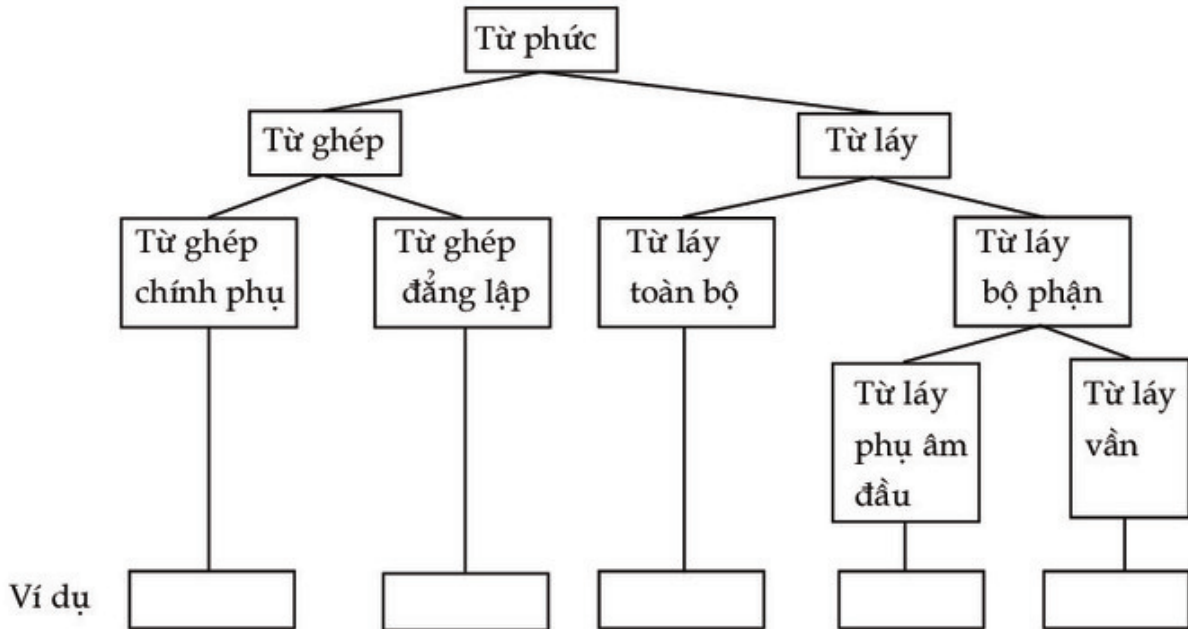 Từ phức
Từ ghép
Từ láy
Từ ghép
chính phụ
Từ ghép
đẳng lập
Từ láy
toàn bộ
Từ láy
bộ phận
Từ láy
phụ âm
đầu
Từ láy
vần
Ví dụ